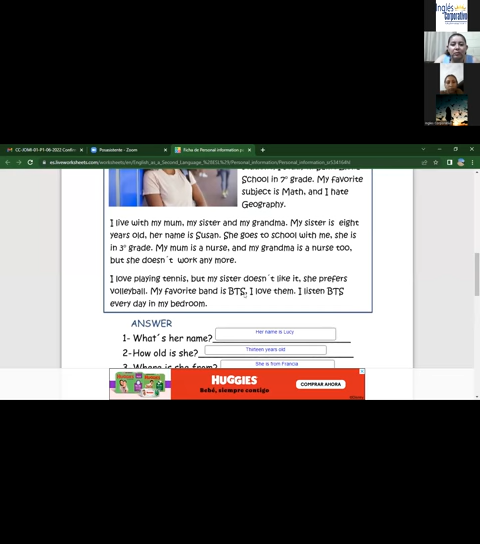 Inglés
Corporativo
CC-JONI-01-P1-06-2022 Confirm
Posasistente - Zoom
Ficha de Personal information p
es.liveworksheets.com/worksheets/en/English_as_a_Second_Language_
School in 7° grade. My favorite
subject is Math, and I hate
Geography.
I live with my mum, my sister and my grandma. My sister is eight
years old, her name is Susan. She goes to school with me, she is
in 3° grade. My mum is a nurse, and my grandma is a nurse too,
but she doesn´t work any more.
I love playing tennis, but my sister doesn´t like it, she prefers
volleyball. My favorite band is BTS, I love them. I listen BTS
every day in my bedroom.
ANSWER
1- What´s her name? Her name is Lucy
2-How old is she? Thirteen years old
3. Where is she from? She is from Francia
HUGGIES
Bebé, siempre contigo
COMPRAR AHORA